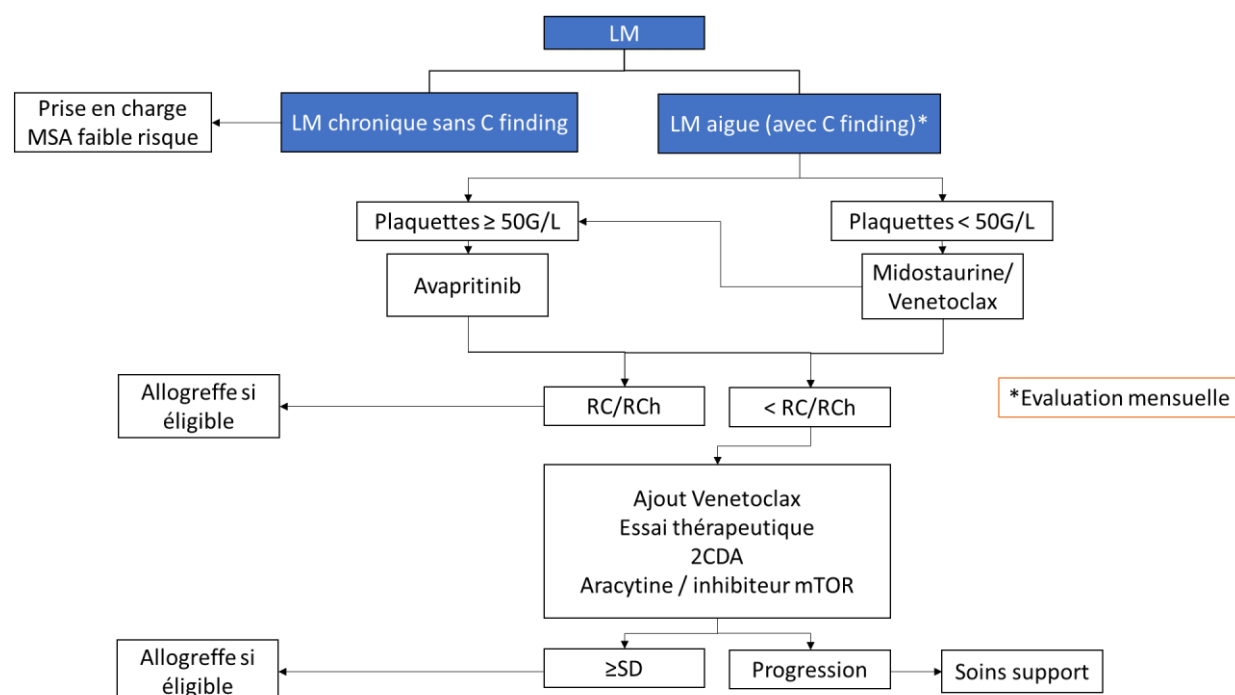 LM
Prise en charge
MSA faible risque
LM chronique sans C finding
LM aigue (avec C finding)*
Plaquettes ≥ 50G/L
Plaquettes < 50G/L
Avapritinib
Midostaurine/
Venetoclax
Allogreffe si
éligible
RC/RCh
< RC/RCh
*Evaluation mensuelle
Ajout Venetoclax
Essai thérapeutique
2CDA
Aracytine / inhibiteur mTOR
Allogreffe si
éligible
≥SD
Progression
Soins support